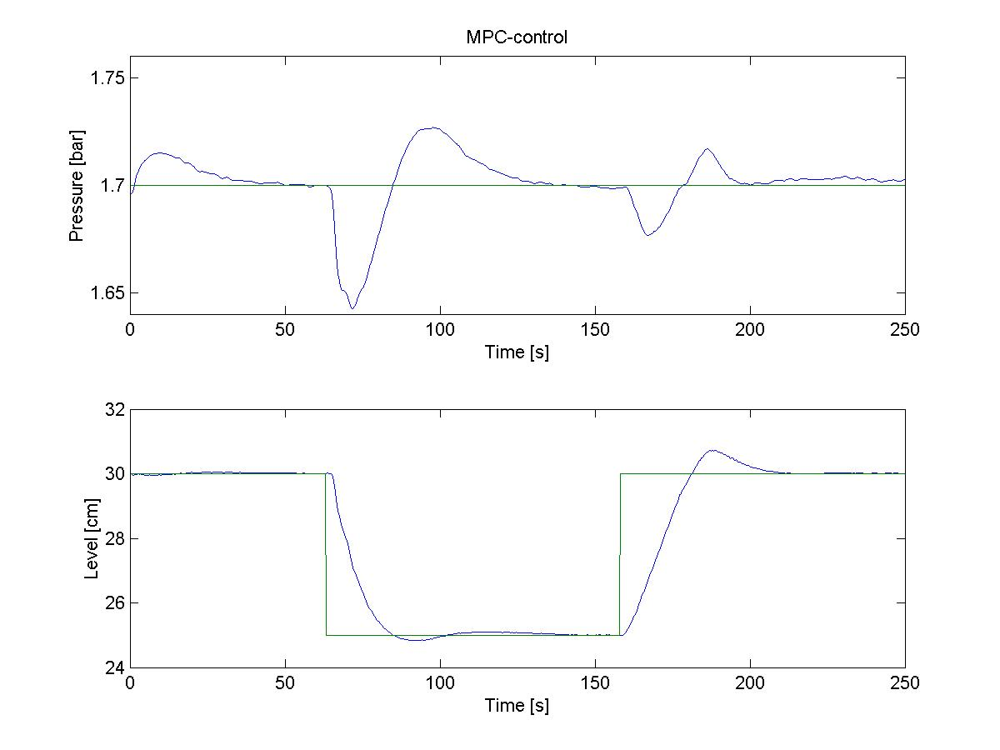 MPC-control
1.75
1.7
1.65
Pressure [bar]
0 50 100 150 200 250
Time [s]
32
30
28
26
24
Level [cm]
0 50 100 150 200 250
Time [s]